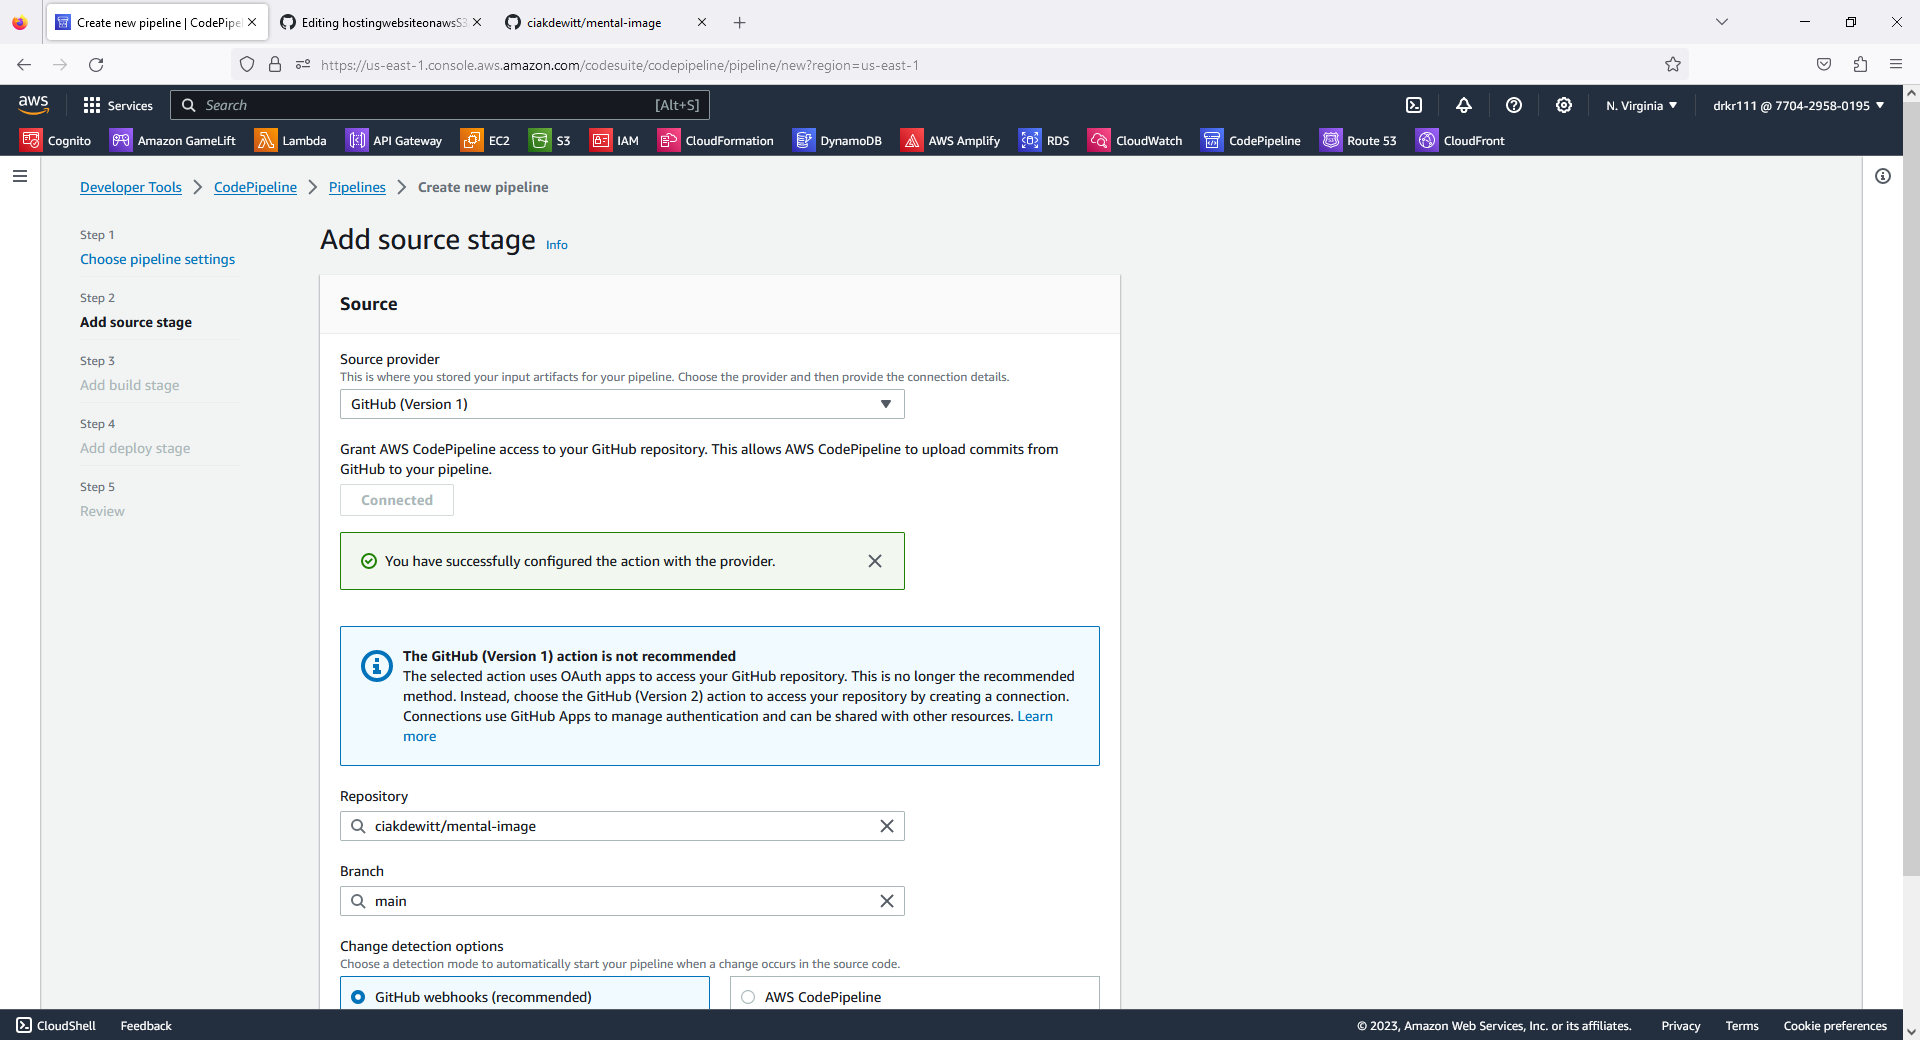 Create new pipeline | CodePipel
Editing hostingwebsiteonawsS3
ciakdewitt/mental-image
https://us-east-1.console.aws.amazon.com/codesuite/codepipeline/pipeline/new?region=us-east-1
aws
Services
Search
[Alt+S]
N. Virginia
drkr111 @ 7704-2958-0195
Cognito
Amazon GameLift
Lambda
API Gateway
EC2
S3
IAM
CloudFormation
DynamoDB
AWS Amplify
RDS
CloudWatch
CodePipeline
Route 53
CloudFront
Developer Tools
CodePipeline
Pipelines
Create new pipeline
Step 1
Choose pipeline settings
Step 2
Add source stage
Step 3
Add build stage
Step 4
Add deploy stage
Step 5
Review
Add source stage Info
Source
Source provider
This is where you stored your input artifacts for your pipeline. Choose the provider and then provide the connection details.
GitHub (Version 1)
Grant AWS CodePipeline access to your GitHub repository. This allows AWS CodePipeline to upload commits from
GitHub to your pipeline.
Connected
You have successfully configured the action with the provider.
The GitHub (Version 1) action is not recommended
The selected action uses OAuth apps to access your GitHub repository. This is no longer the recommended
method. Instead, choose the GitHub (Version 2) action to access your repository by creating a connection.
Connections use GitHub Apps to manage authentication and can be shared with other resources. Learn
more
Repository
ciakdewitt/mental-image
Branch
main
Change detection options
Choose a detection mode to automatically start your pipeline when a change occurs in the source code.
GitHub webhooks (recommended)
AWS CodePipeline
CloudShell
Feedback
© 2023, Amazon Web Services, Inc. or its affiliates.
Privacy
Terms
Cookie preferences